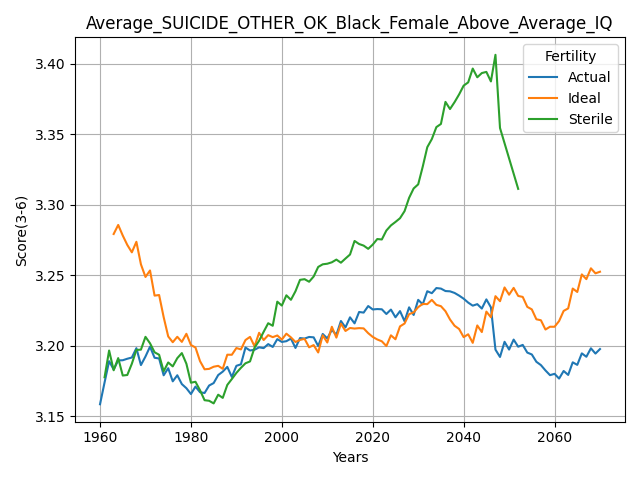 Average_SUICIDE_OTHER_OK_Black_Female_Above_Average_IQ
Fertility
Actual
Ideal
Sterile
Score(3-6)
3.40
3.35
3.30
3.25
3.20
3.15
1960
1980
2000
2020
2040
2060
Years